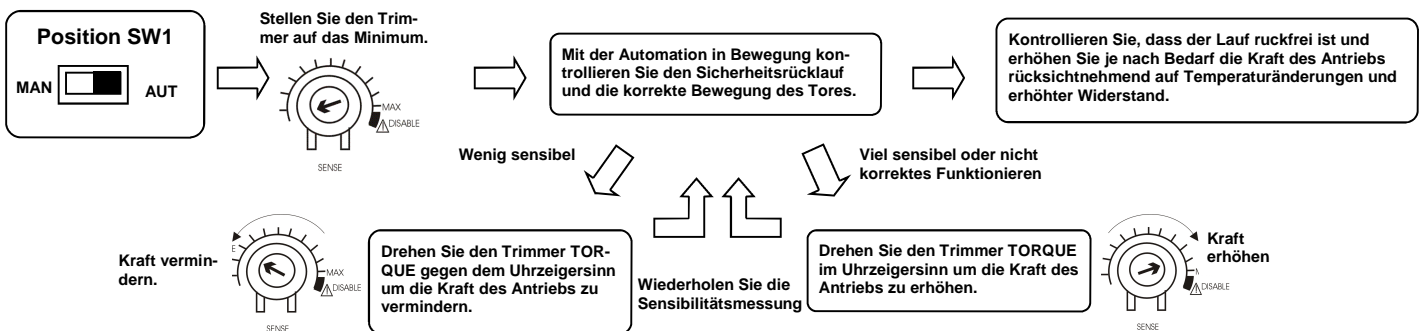 Position SW1
MAN
AUT
Stellen Sie den Trim-
mer auf das Minimum.
MAX
DISABLE
SENSE
Mit der Automation in Bewegung kon-
trollieren Sie den Sicherheitsrücklauf
und die korrekte Bewegung des Tores.
Kontrollieren Sie, dass der Lauf ruckfrei ist und
erhöhen Sie je nach Bedarf die Kraft des Antriebs
rücksichtnehmend auf Temperaturänderungen und
erhöhter Widerstand.
Wenig sensibel
Viel sensibel oder nicht
korrektes Funktionieren
Kraft vermin-
dern.
E
MAX
DISABLE
SENSE
Drehen Sie den Trimmer TOR-
QUE gegen dem Uhrzeigersinn
um die Kraft des Antriebs zu
vermindern.
Wiederholen Sie die
Sensibilitätsmessung
Drehen Sie den Trimmer TORQUE
im Uhrzeigersinn um die Kraft des
Antriebs zu erhöhen.
Kraft
erhöhen
DISABLE
SENSE